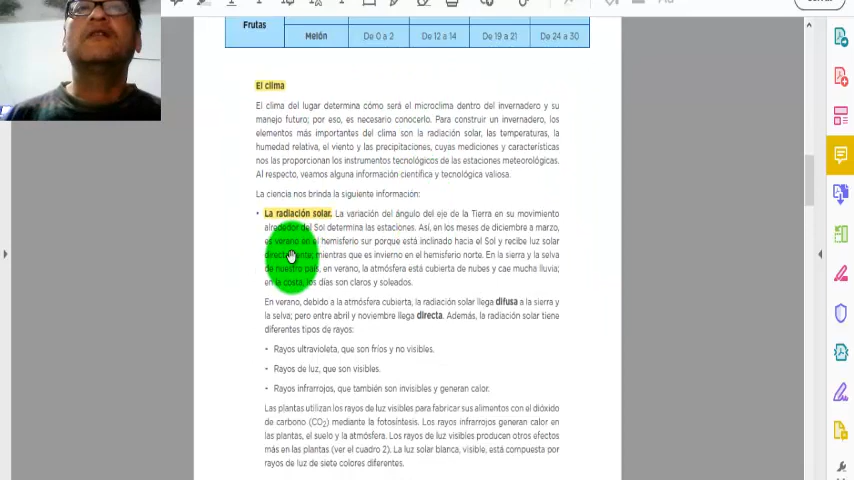 Frutas
Melón De 0 a 2 De 12 a 14 De 19 a 21 De 24 a 30
El clima
El clima del lugar determina cómo será el microclima dentro del invernadero y su
manejo futuro; por eso, es necesario conocerlo. Para construir un invernadero, los
elementos más importantes del clima son la radiación solar, las temperaturas, la
humedad relativa, el viento y las precipitaciones, cuyas mediciones y características
nos las proporcionan los instrumentos tecnológicos de las estaciones meteorológicas.
Al respecto, veamos alguna información científica y tecnológica valiosa.
La ciencia nos brinda la siguiente información:
• La radiación solar. La variación del ángulo del eje de la Tierra en su movimiento
alrededor del Sol determina las estaciones. Así, en los meses de diciembre a marzo,
es verano en el hemisferio sur porque está inclinado hacia el Sol y recibe luz solar
directamente; mientras que es invierno en el hemisferio norte. En la sierra y la selva
de nuestro país, en verano, la atmósfera está cubierta de nubes y cae mucha lluvia;
en la costa, los días son claros y soleados.
En verano, debido a la atmósfera cubierta, la radiación solar llega difusa a la sierra y
la selva; pero entre abril y noviembre llega directa. Además, la radiación solar tiene
diferentes tipos de rayos:
- Rayos ultravioleta, que son fríos y no visibles.
- Rayos de luz, que son visibles.
- Rayos infrarrojos, que también son invisibles y generan calor.
Las plantas utilizan los rayos de luz visibles para fabricar sus alimentos con el dióxido
de carbono (CO2) mediante la fotosíntesis. Los rayos infrarrojos generan calor en
las plantas, el suelo y la atmósfera. Los rayos de luz visibles producen otros efectos
más en las plantas (ver el cuadro 2). La luz solar blanca, visible, está compuesta por
rayos de luz de siete colores diferentes.